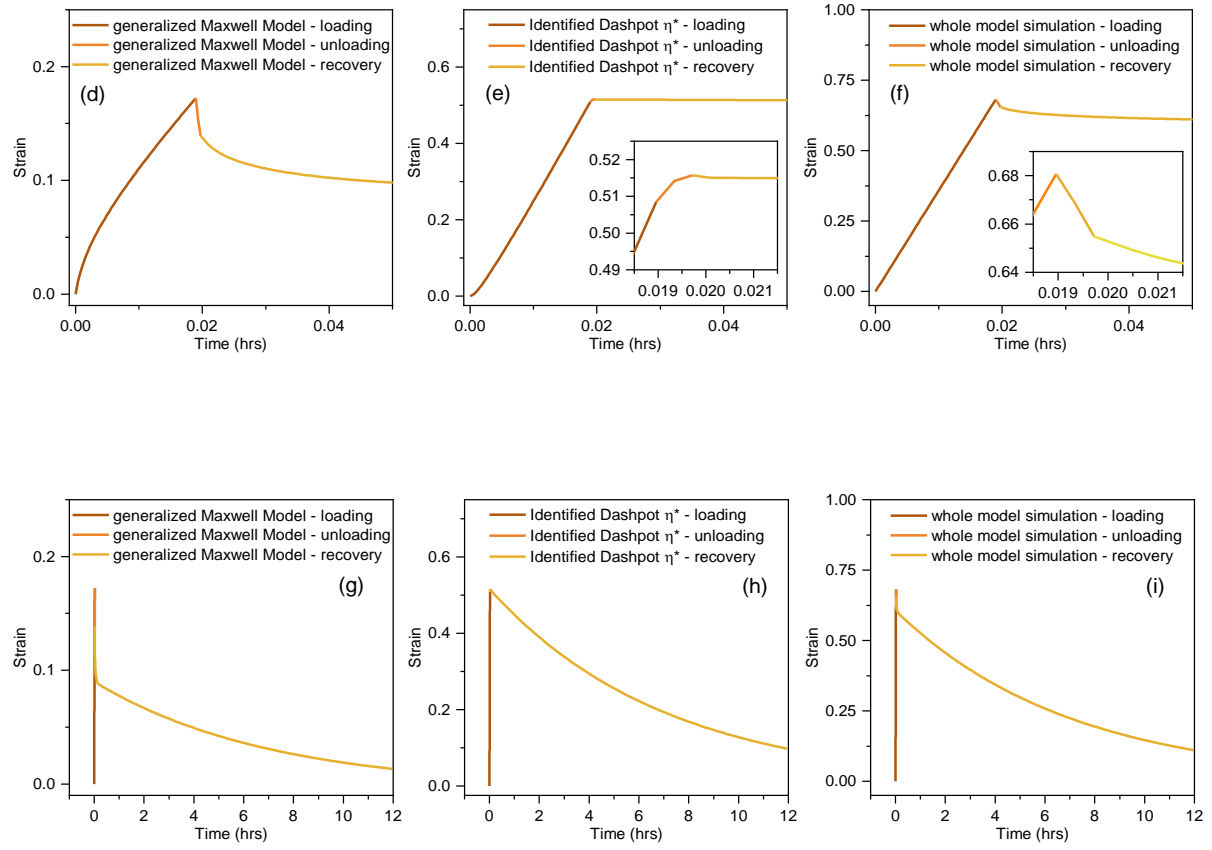 generalized Maxwell Model - loading
generalized Maxwell Model - unloading
generalized Maxwell Model - recovery
(d)
0.2
0.1
0.0
Strain
0.00 0.02 0.04
Time (hrs)
Identified Dashpot η* - loading
Identified Dashpot η* - unloading
Identified Dashpot η* - recovery
(e)
0.6
0.4
0.2
0.0
Strain
0.52
0.51
0.50
0.49
0.019 0.020 0.021
0.00 0.02 0.04
Time (hrs)
whole model simulation - loading
whole model simulation - unloading
whole model simulation - recovery
(f)
1.00
0.75
0.50
0.25
0.00
Strain
0.68
0.66
0.64
0.019 0.020 0.021
0.00 0.02 0.04
Time (hrs)
generalized Maxwell Model - loading
generalized Maxwell Model - unloading
generalized Maxwell Model - recovery
(g)
0.2
0.1
0.0
Strain
0 2 4 6 8 10 12
Time (hrs)
Identified Dashpot η* - loading
Identified Dashpot η* - unloading
Identified Dashpot η* - recovery
(h)
0.6
0.4
0.2
0.0
Strain
0 2 4 6 8 10 12
Time (hrs)
whole model simulation - loading
whole model simulation - unloading
whole model simulation - recovery
(i)
1.00
0.75
0.50
0.25
0.00
Strain
0 2 4 6 8 10 12
Time (hrs)